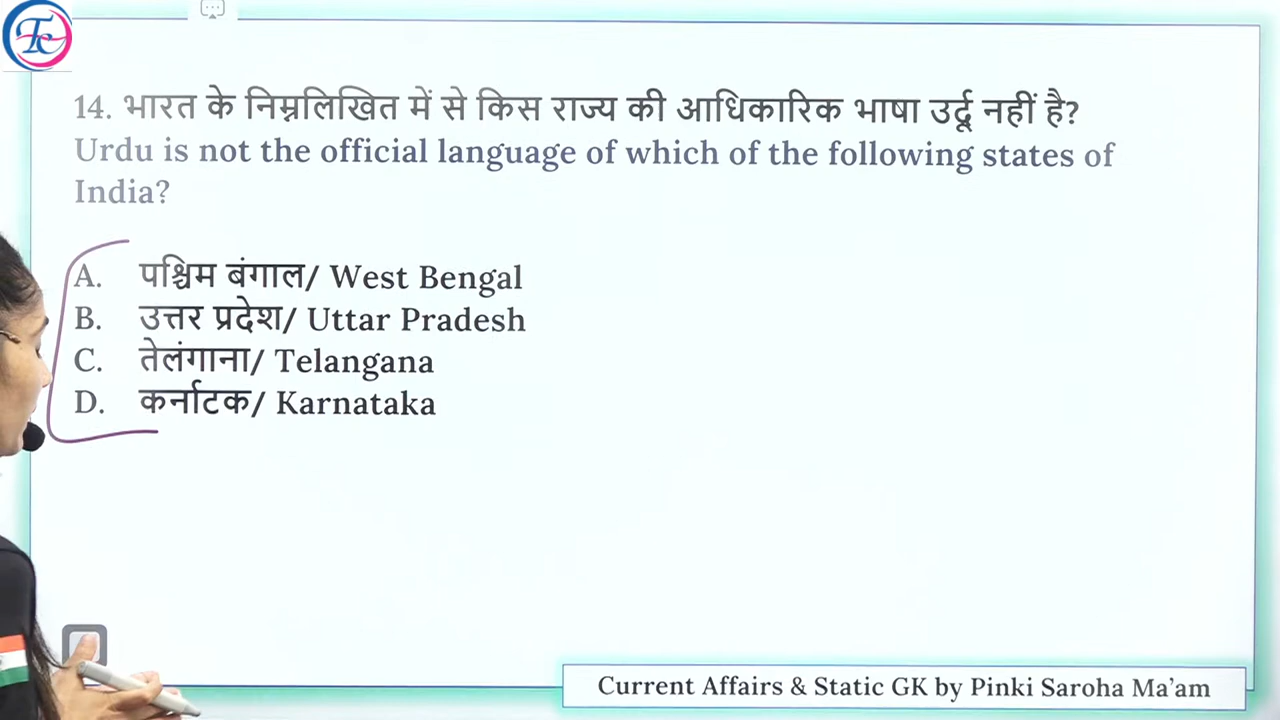 Tc
14. भारत के निम्नलिखित में से किस राज्य की आधिकारिक भाषा उर्दू नहीं है?
Urdu is not the official language of which of the following states of
India?
A. पश्चिम बंगाल/ West Bengal
B. उत्तर प्रदेश/ Uttar Pradesh
C. तेलंगाना/ Telangana
D. कर्नाटक/ Karnataka
Current Affairs & Static GK by Pinki Saroha Ma'am